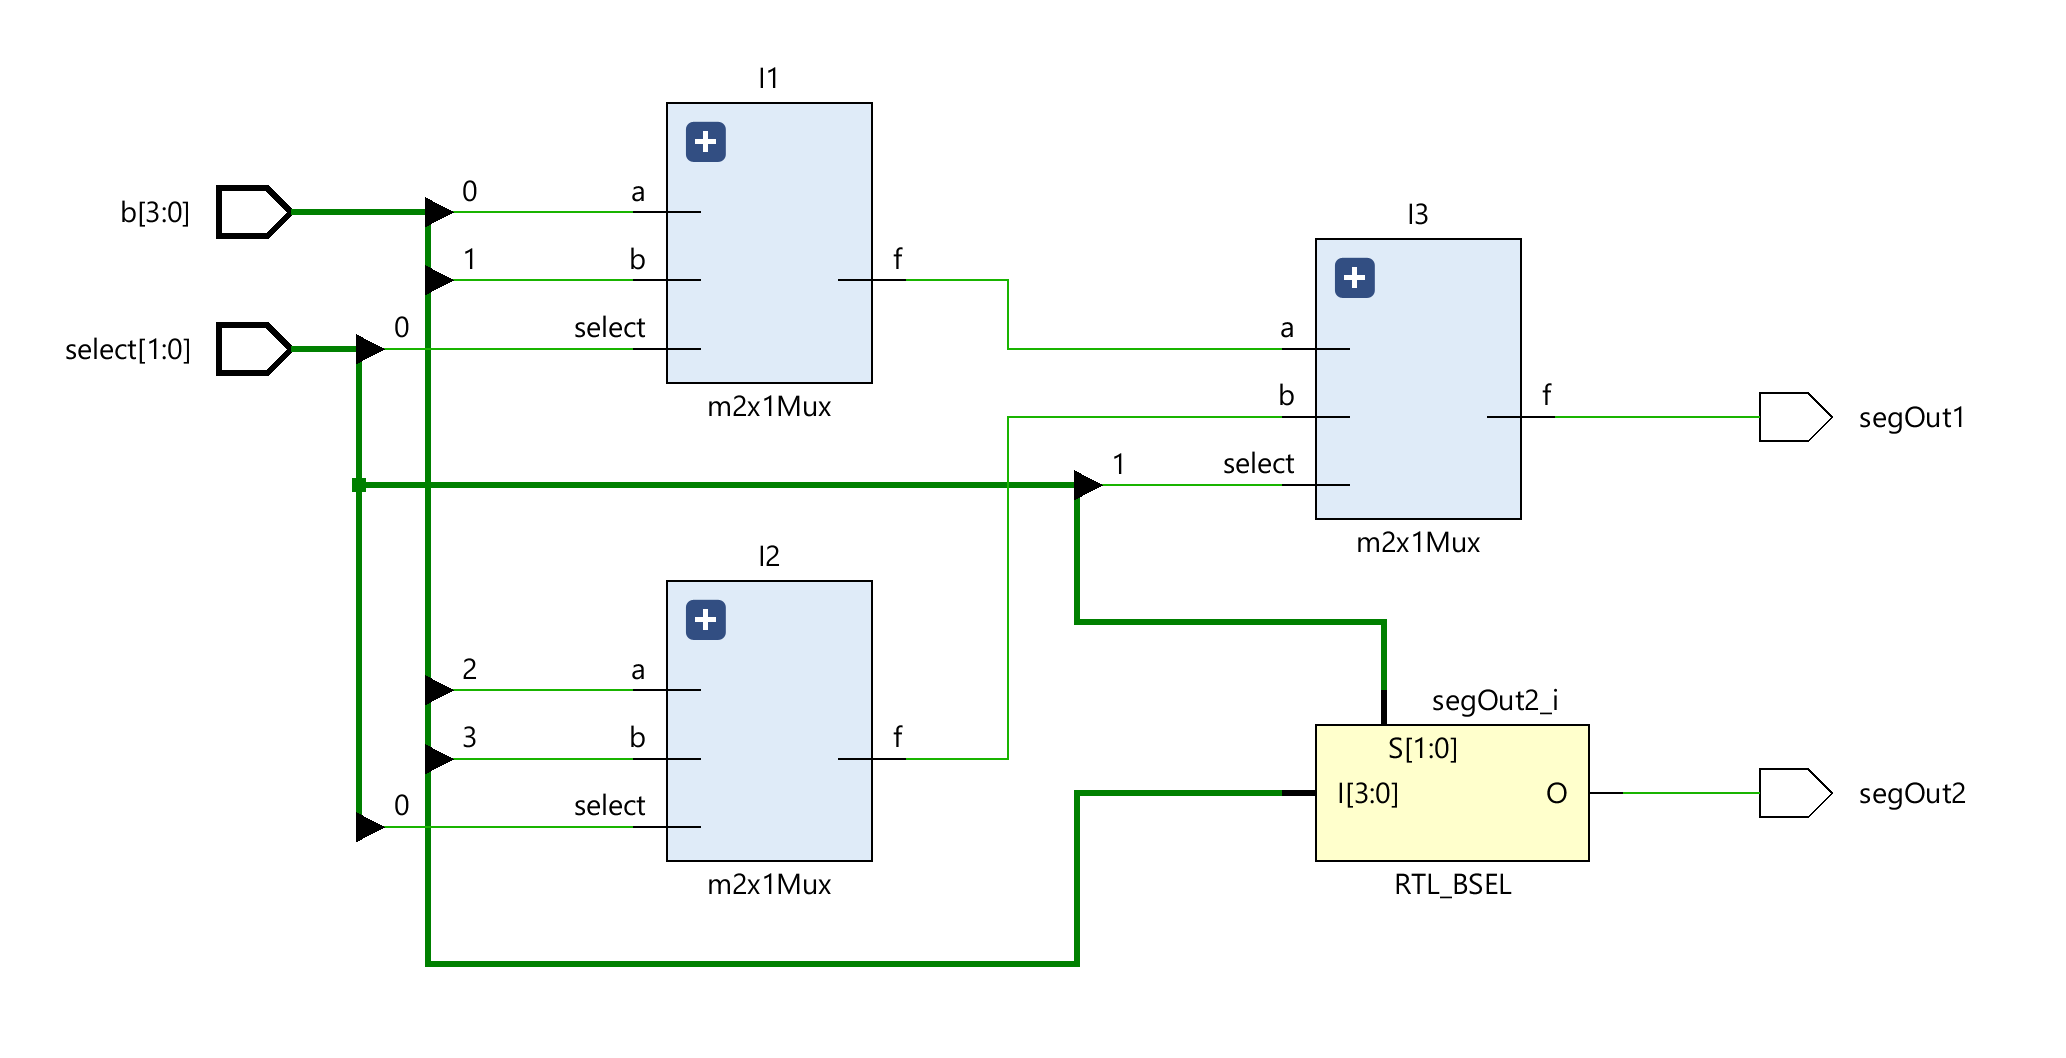 I1
0
a
b[3:0]
1
b
f
0
select
select[1:0]
m2x1Mux
I3
a
b
f
segOut1
1
select
m2x1Mux
I2
2
a
3
b
f
0
select
m2x1Mux
segOut2_i
S[1:0]
I[3:0]
O
segOut2
RTL_BSEL